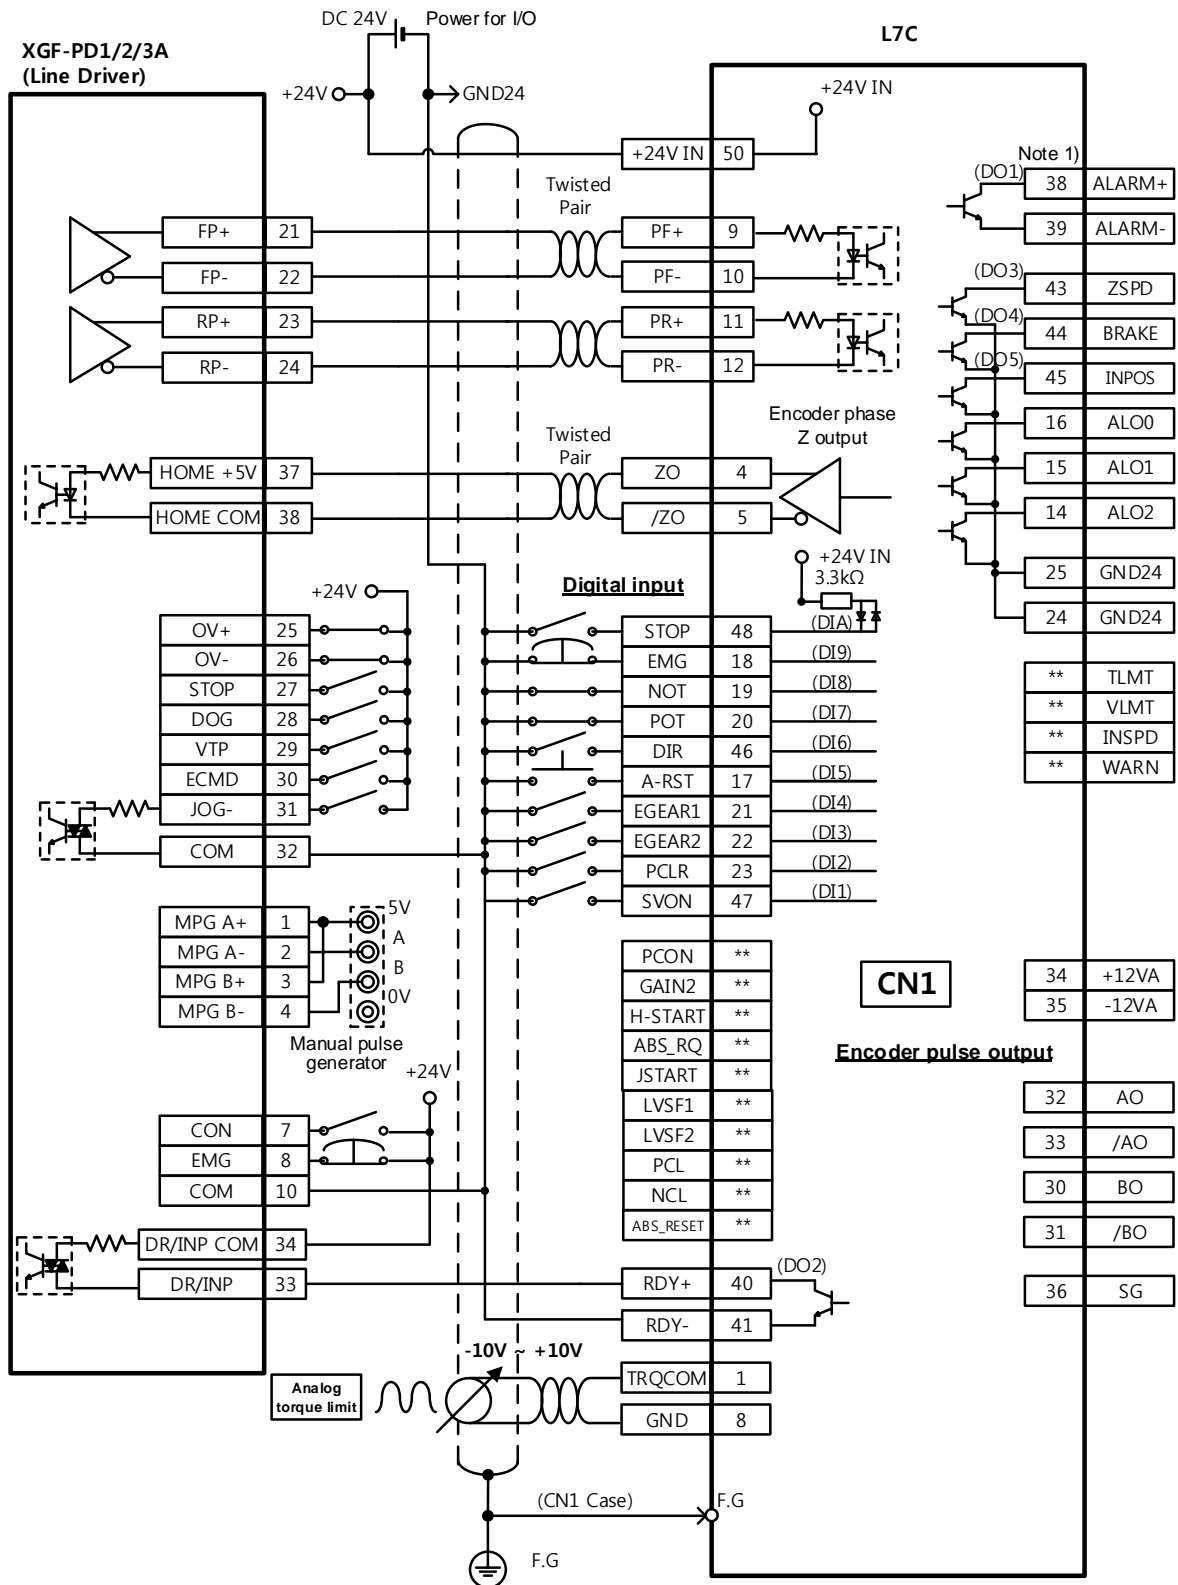 DC 24V Power for I/O
XGF-PD1/2/3A
(Line Driver)
L7C
+24V
GND24
+24V IN
+24V IN 50
Note 1)
(DO1)
38 ALARM+
39 ALARM-
Twisted
Pair
FP+ 21
FP- 22
RP+ 23
RP- 24
PF+ 9
PF- 10
PR+ 11
PR- 12
(DO3)
43 ZSPD
(DO4)
44 BRAKE
(DO5)
45 INPOS
16 ALO0
15 ALO1
14 ALO2
25 GND24
24 GND24
Encoder phase
Z output
Twisted
Pair
HOME +5V 37
HOME COM 38
ZO 4
/ZO 5
+24V IN
3.3kΩ
+24V
Digital input
OV+ 25
OV- 26
STOP 27
DOG 28
VTP 29
ECMD 30
JOG- 31
COM 32
STOP 48 (DIA)
EMG 18 (DI9)
NOT 19 (DI8)
POT 20 (DI7)
DIR 46 (DI6)
A-RST 17 (DI5)
EGEAR1 21 (DI4)
EGEAR2 22 (DI3)
PCLR 23 (DI2)
SVON 47 (DI1)
** TLMT
** VLMT
** INSPD
** WARN
MPG A+ 1
MPG A- 2
MPG B+ 3
MPG B- 4
5V
A
B
0V
Manual pulse
generator
PCON **
GAIN2 **
H-START **
ABS_RQ **
JSTART **
LVSF1 **
LVSF2 **
PCL **
NCL **
ABS_RESET **
CN1
34 +12VA
35 -12VA
Encoder pulse output
32 AO
33 /AO
30 BO
31 /BO
36 SG
+24V
CON 7
EMG 8
COM 10
DR/INP COM 34
DR/INP 33
(DO2)
RDY+ 40
RDY- 41
-10V ~ +10V
Analog
torque limit
TRQCOM 1
GND 8
(CN1 Case)
F.G
F.G